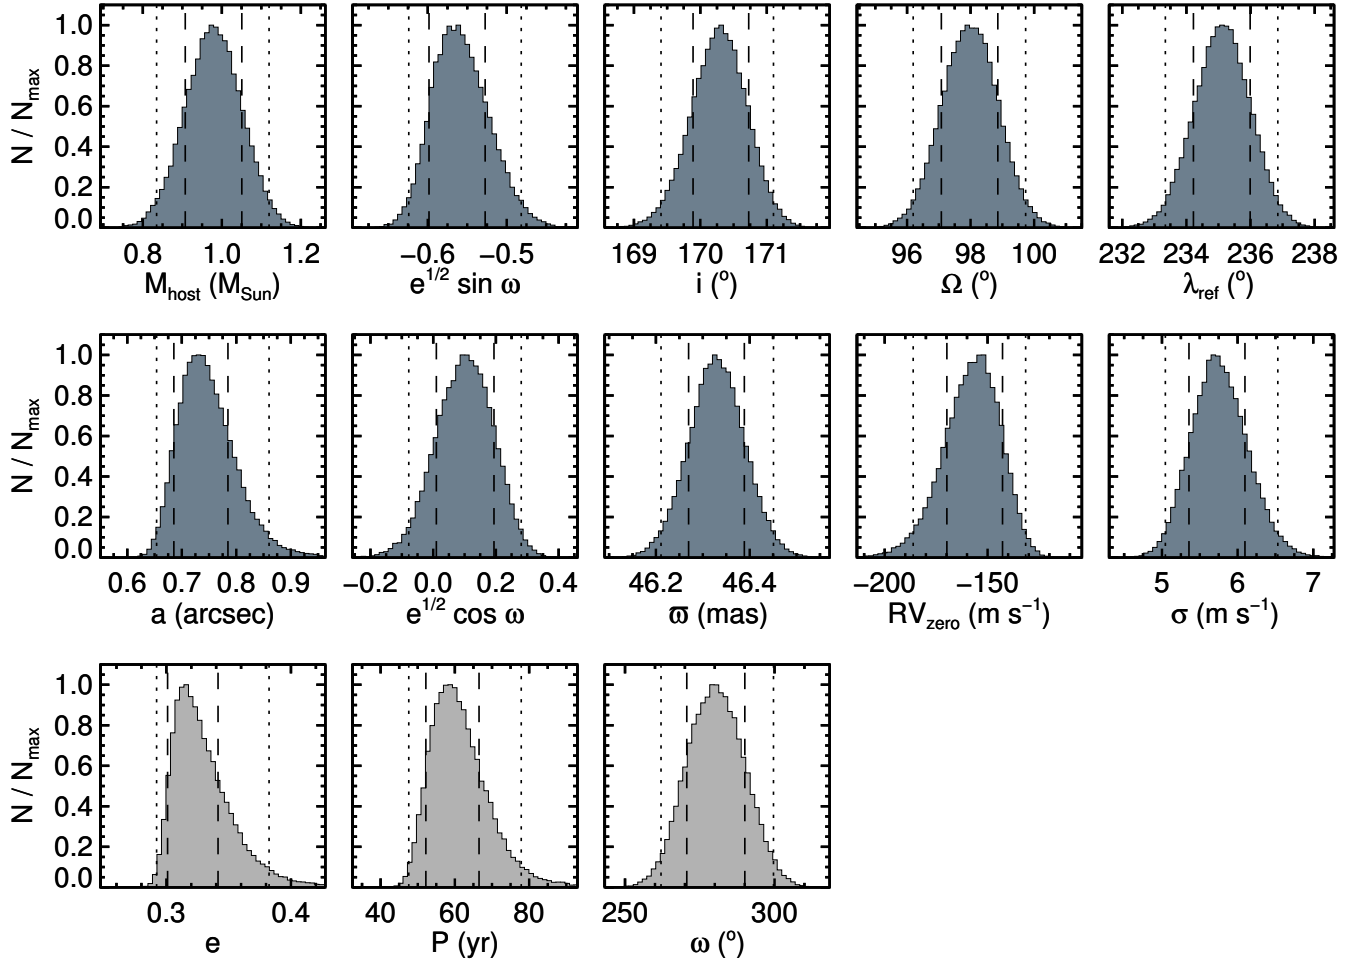 N / Nmax
1.0
0.8
0.6
0.4
0.2
0.0
0.8 1.0 1.2
−0.6 −0.5
169 170 171
96 98 100
232 234 236 238
Mhost (MSun)
e1/2 sin ω
i (o)
Ω (o)
λref (o)
N / Nmax
1.0
0.8
0.6
0.4
0.2
0.0
0.6 0.7 0.8 0.9
−0.2 0.0 0.2 0.4
46.2 46.4
−200 −150
5 6 7
a (arcsec)
e1/2 cos ω
ϖ (mas)
RVzero (m s−1)
σ (m s−1)
N / Nmax
1.0
0.8
0.6
0.4
0.2
0.0
0.3 0.4
40 60 80
250 300
e
P (yr)
ω (o)